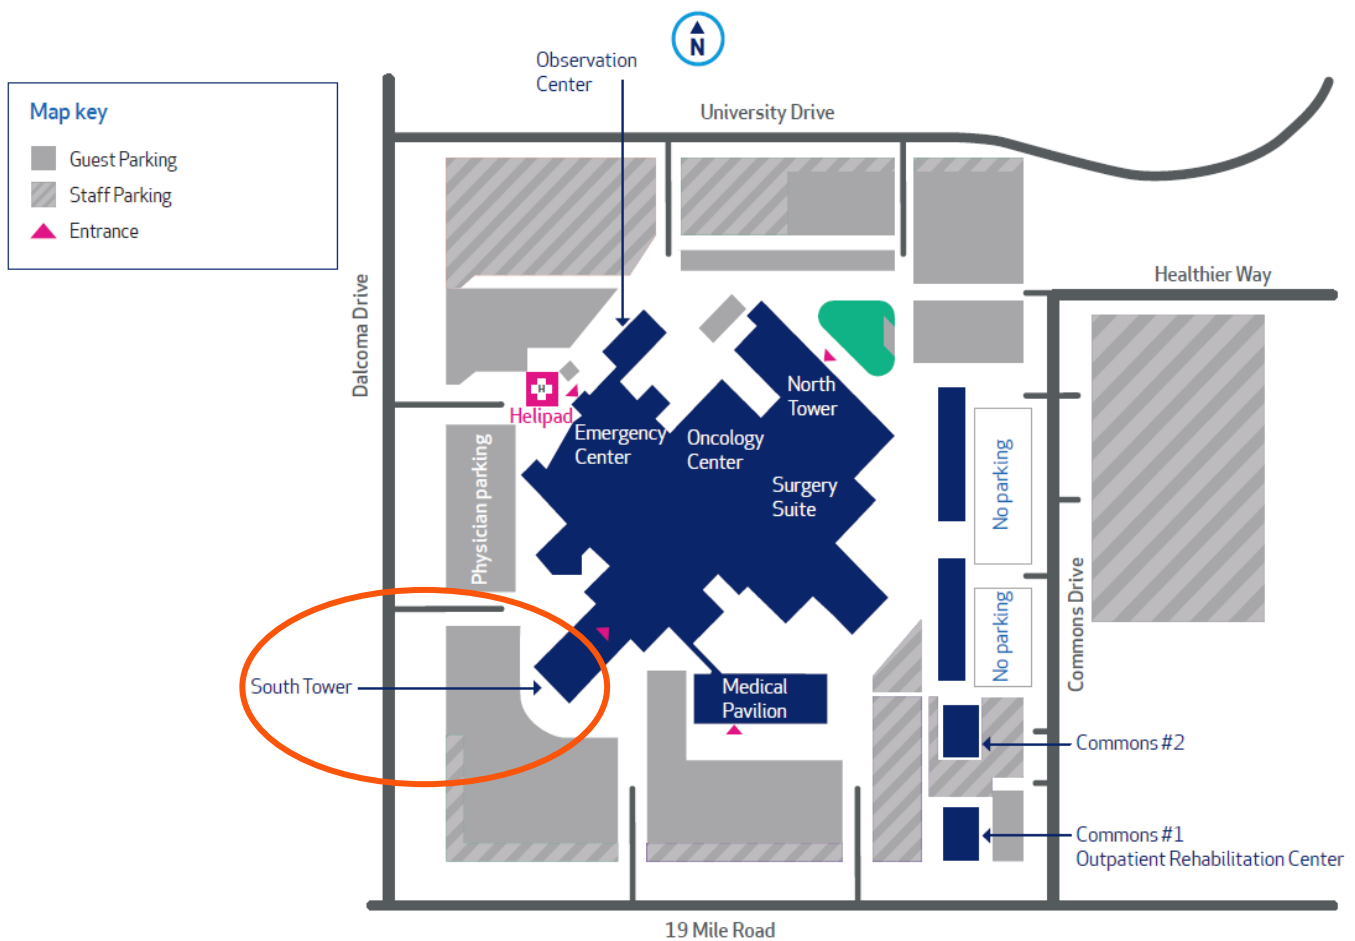 N
Observation
Center
University Drive
Map key
Guest Parking
Staff Parking
Entrance
Healthier Way
Dalcoma Drive
H
Helipad
North
Tower
Emergency
Center
Oncology
Center
Surgery
Suite
Physician parking
No parking
No parking
Commons Drive
South Tower
Medical
Pavilion
Commons #2
Commons #1
Outpatient Rehabilitation Center
19 Mile Road